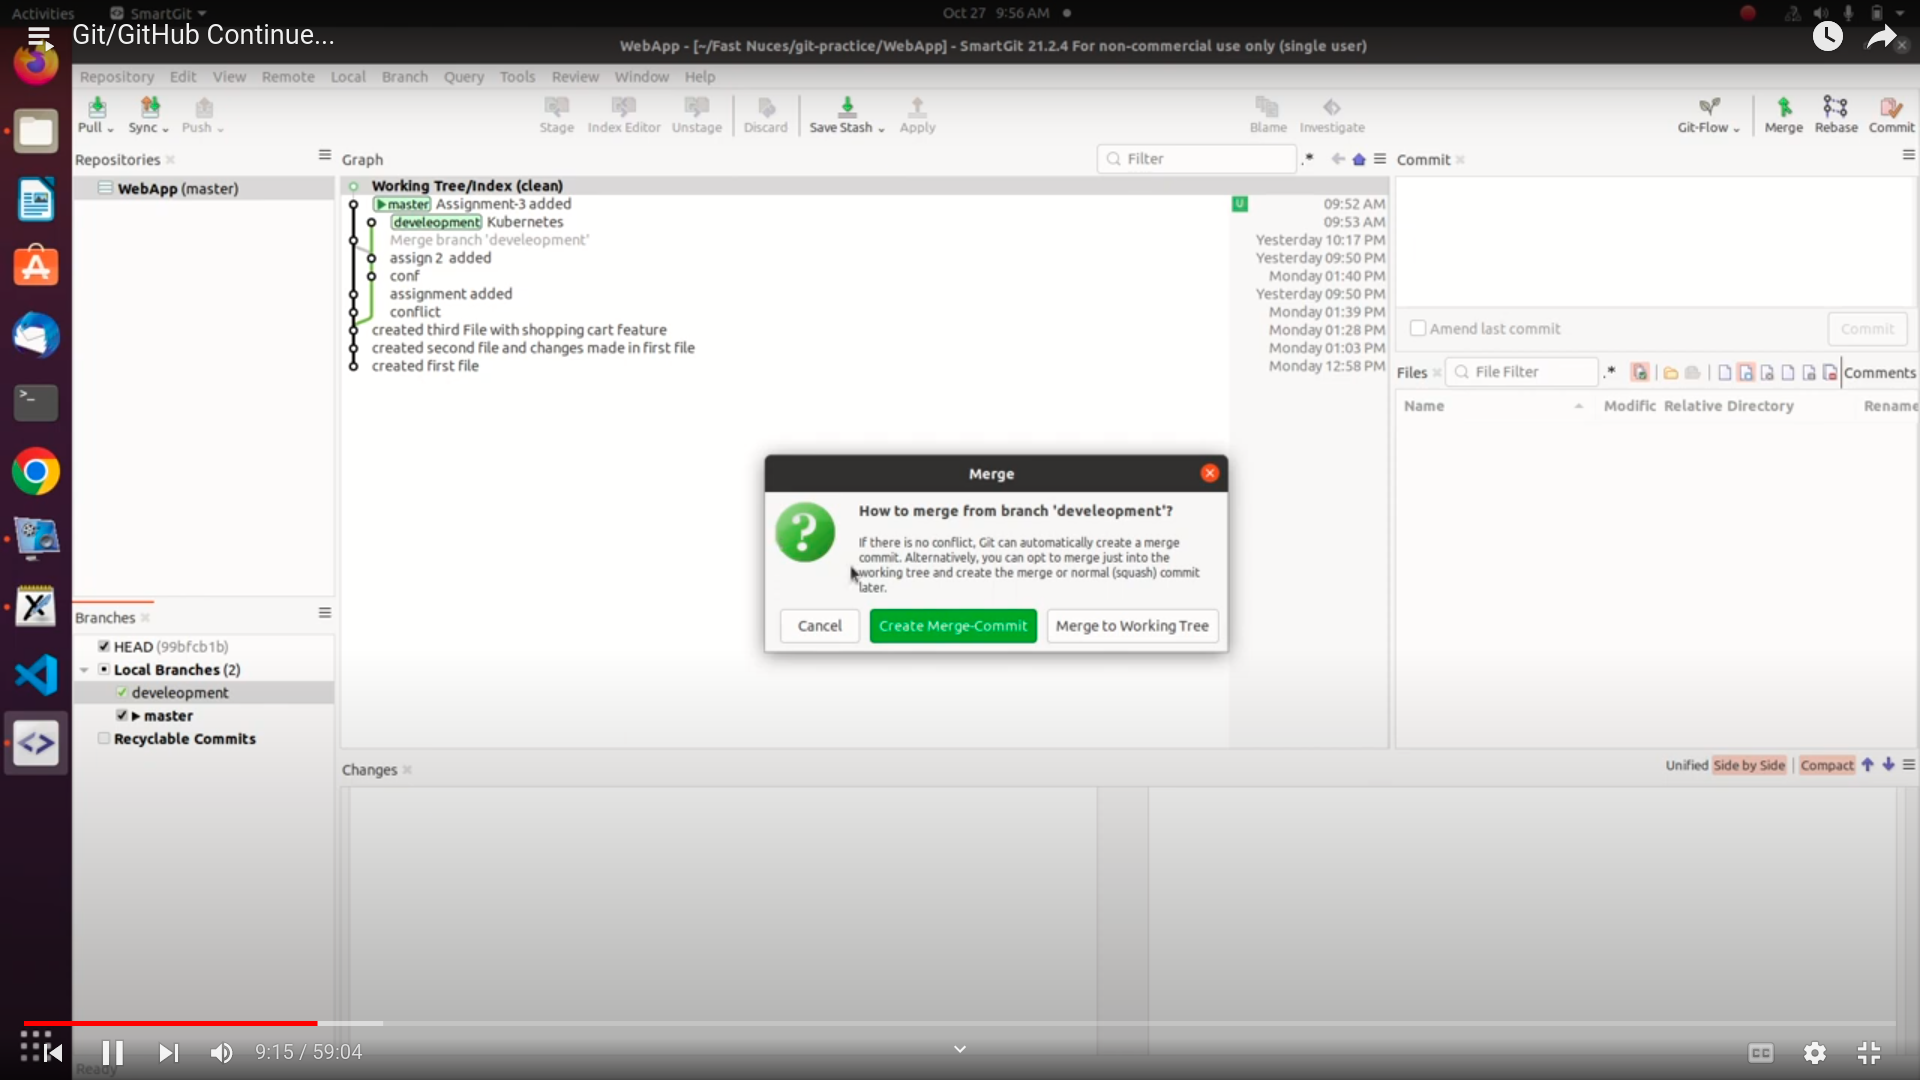 Activities
SmartGit
Oct 27 9:56 AM
Git/GitHub Continue...
WebApp - [~/Fast Nuces/git-practice/WebApp] - SmartGit 21.2.4 For non-commercial use only (single user)
Repository Edit View Remote Local Branch Query Tools Review Window Help
Pull Sync Push Stage Index Editor Unstage Discard Save Stash Apply Blame Investigate Git-Flow Merge Rebase Commit
Repositories
WebApp (master)
Graph
Filter
.*
Working Tree/Index (clean)
master Assignment-3 added U 09:52 AM
develeopment Kubernetes 09:53 AM
Merge branch 'develeopment' Yesterday 10:17 PM
assign 2 added Yesterday 09:50 PM
conf Monday 01:40 PM
assignment added Yesterday 09:50 PM
conflict Monday 01:39 PM
created third File with shopping cart feature Monday 01:28 PM
created second file and changes made in first file Monday 01:03 PM
created first file Monday 12:58 PM
Commit
Amend last commit
Commit
Files
File Filter
.*
Comments
Name Modific Relative Directory Rename
Merge
How to merge from branch 'develeopment'?
If there is no conflict, Git can automatically create a merge
commit. Alternatively, you can opt to merge just into the
working tree and create the merge or normal (squash) commit
later.
Cancel
Create Merge-Commit
Merge to Working Tree
Branches
HEAD (99bfcb1b)
Local Branches (2)
develeopment
master
Recyclable Commits
Changes
Unified Side by Side Compact
9:15 / 59:04
CC
Ready